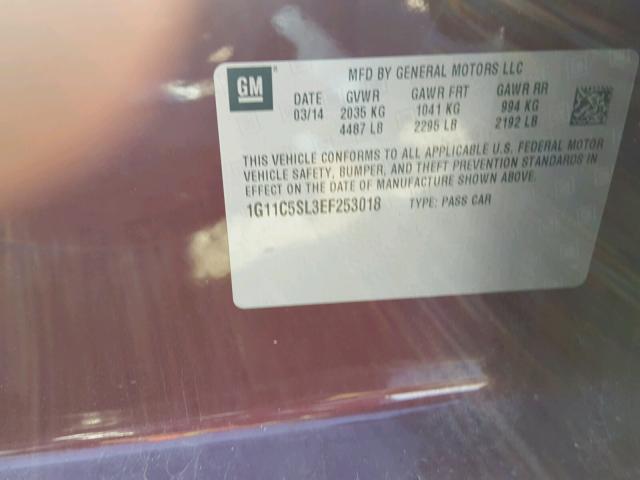 GM ®
MFD BY GENERAL MOTORS LLC
DATE GVWR GAWR FRT GAWR RR
03/14 2035 KG 1041 KG 994 KG
4487 LB 2295 LB 2192 LB
THIS VEHICLE CONFORMS TO ALL APPLICABLE U.S. FEDERAL MOTOR
VEHICLE SAFETY, BUMPER, AND THEFT PREVENTION STANDARDS IN
EFFECT ON THE DATE OF MANUFACTURE SHOWN ABOVE.
1G11C5SL3EF253018 TYPE: PASS CAR